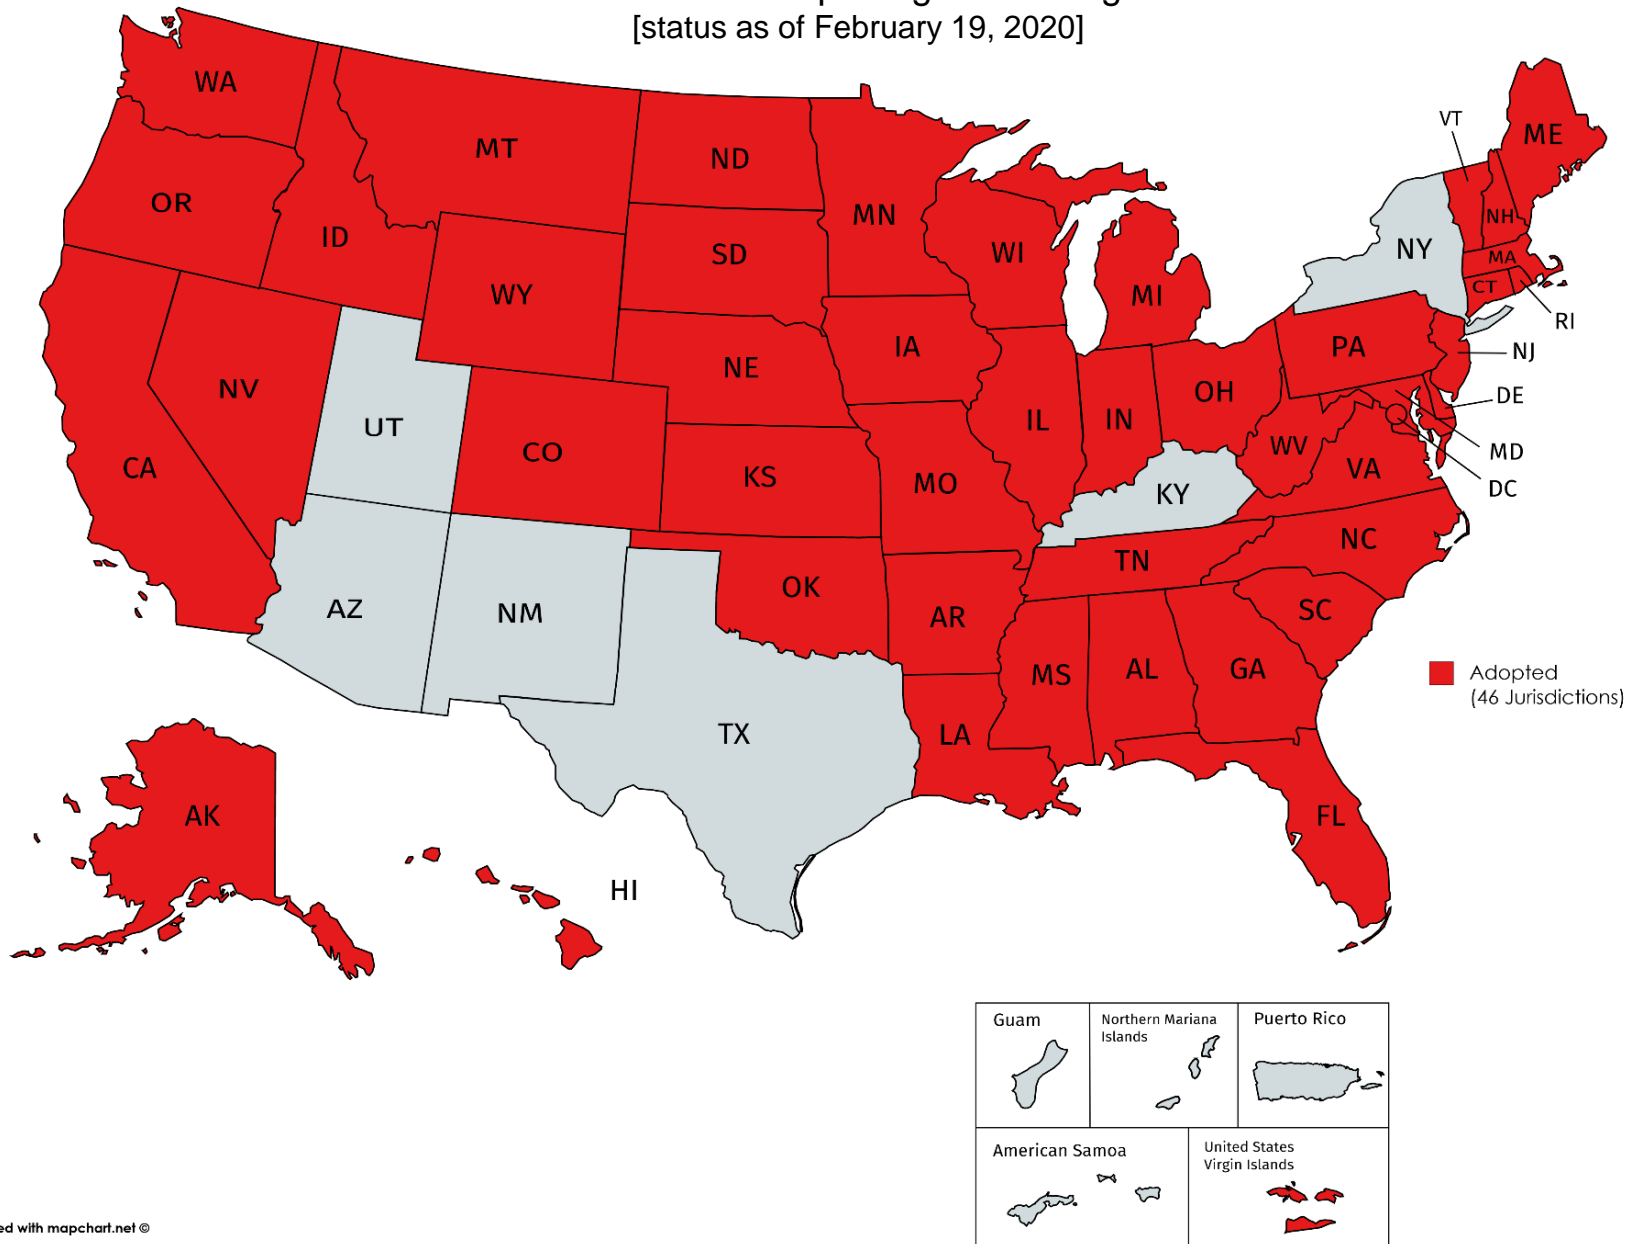 [status as of February 19, 2020]
WA
MT
ND
MN
VT
ME
OR
ID
SD
WI
NY
NH
WY
MI
MA
CT
RI
NE
IA
PA
NJ
NV
UT
CO
IL
IN
OH
DE
CA
KS
MO
WV
VA
MD
KY
DC
NC
AZ
NM
OK
AR
TN
SC
MS
AL
GA
Adopted
(46 Jurisdictions)
TX
LA
AK
FL
HI
Guam
Northern Mariana
Islands
Puerto Rico
American Samoa
United States
Virgin Islands
with mapchart.net ©